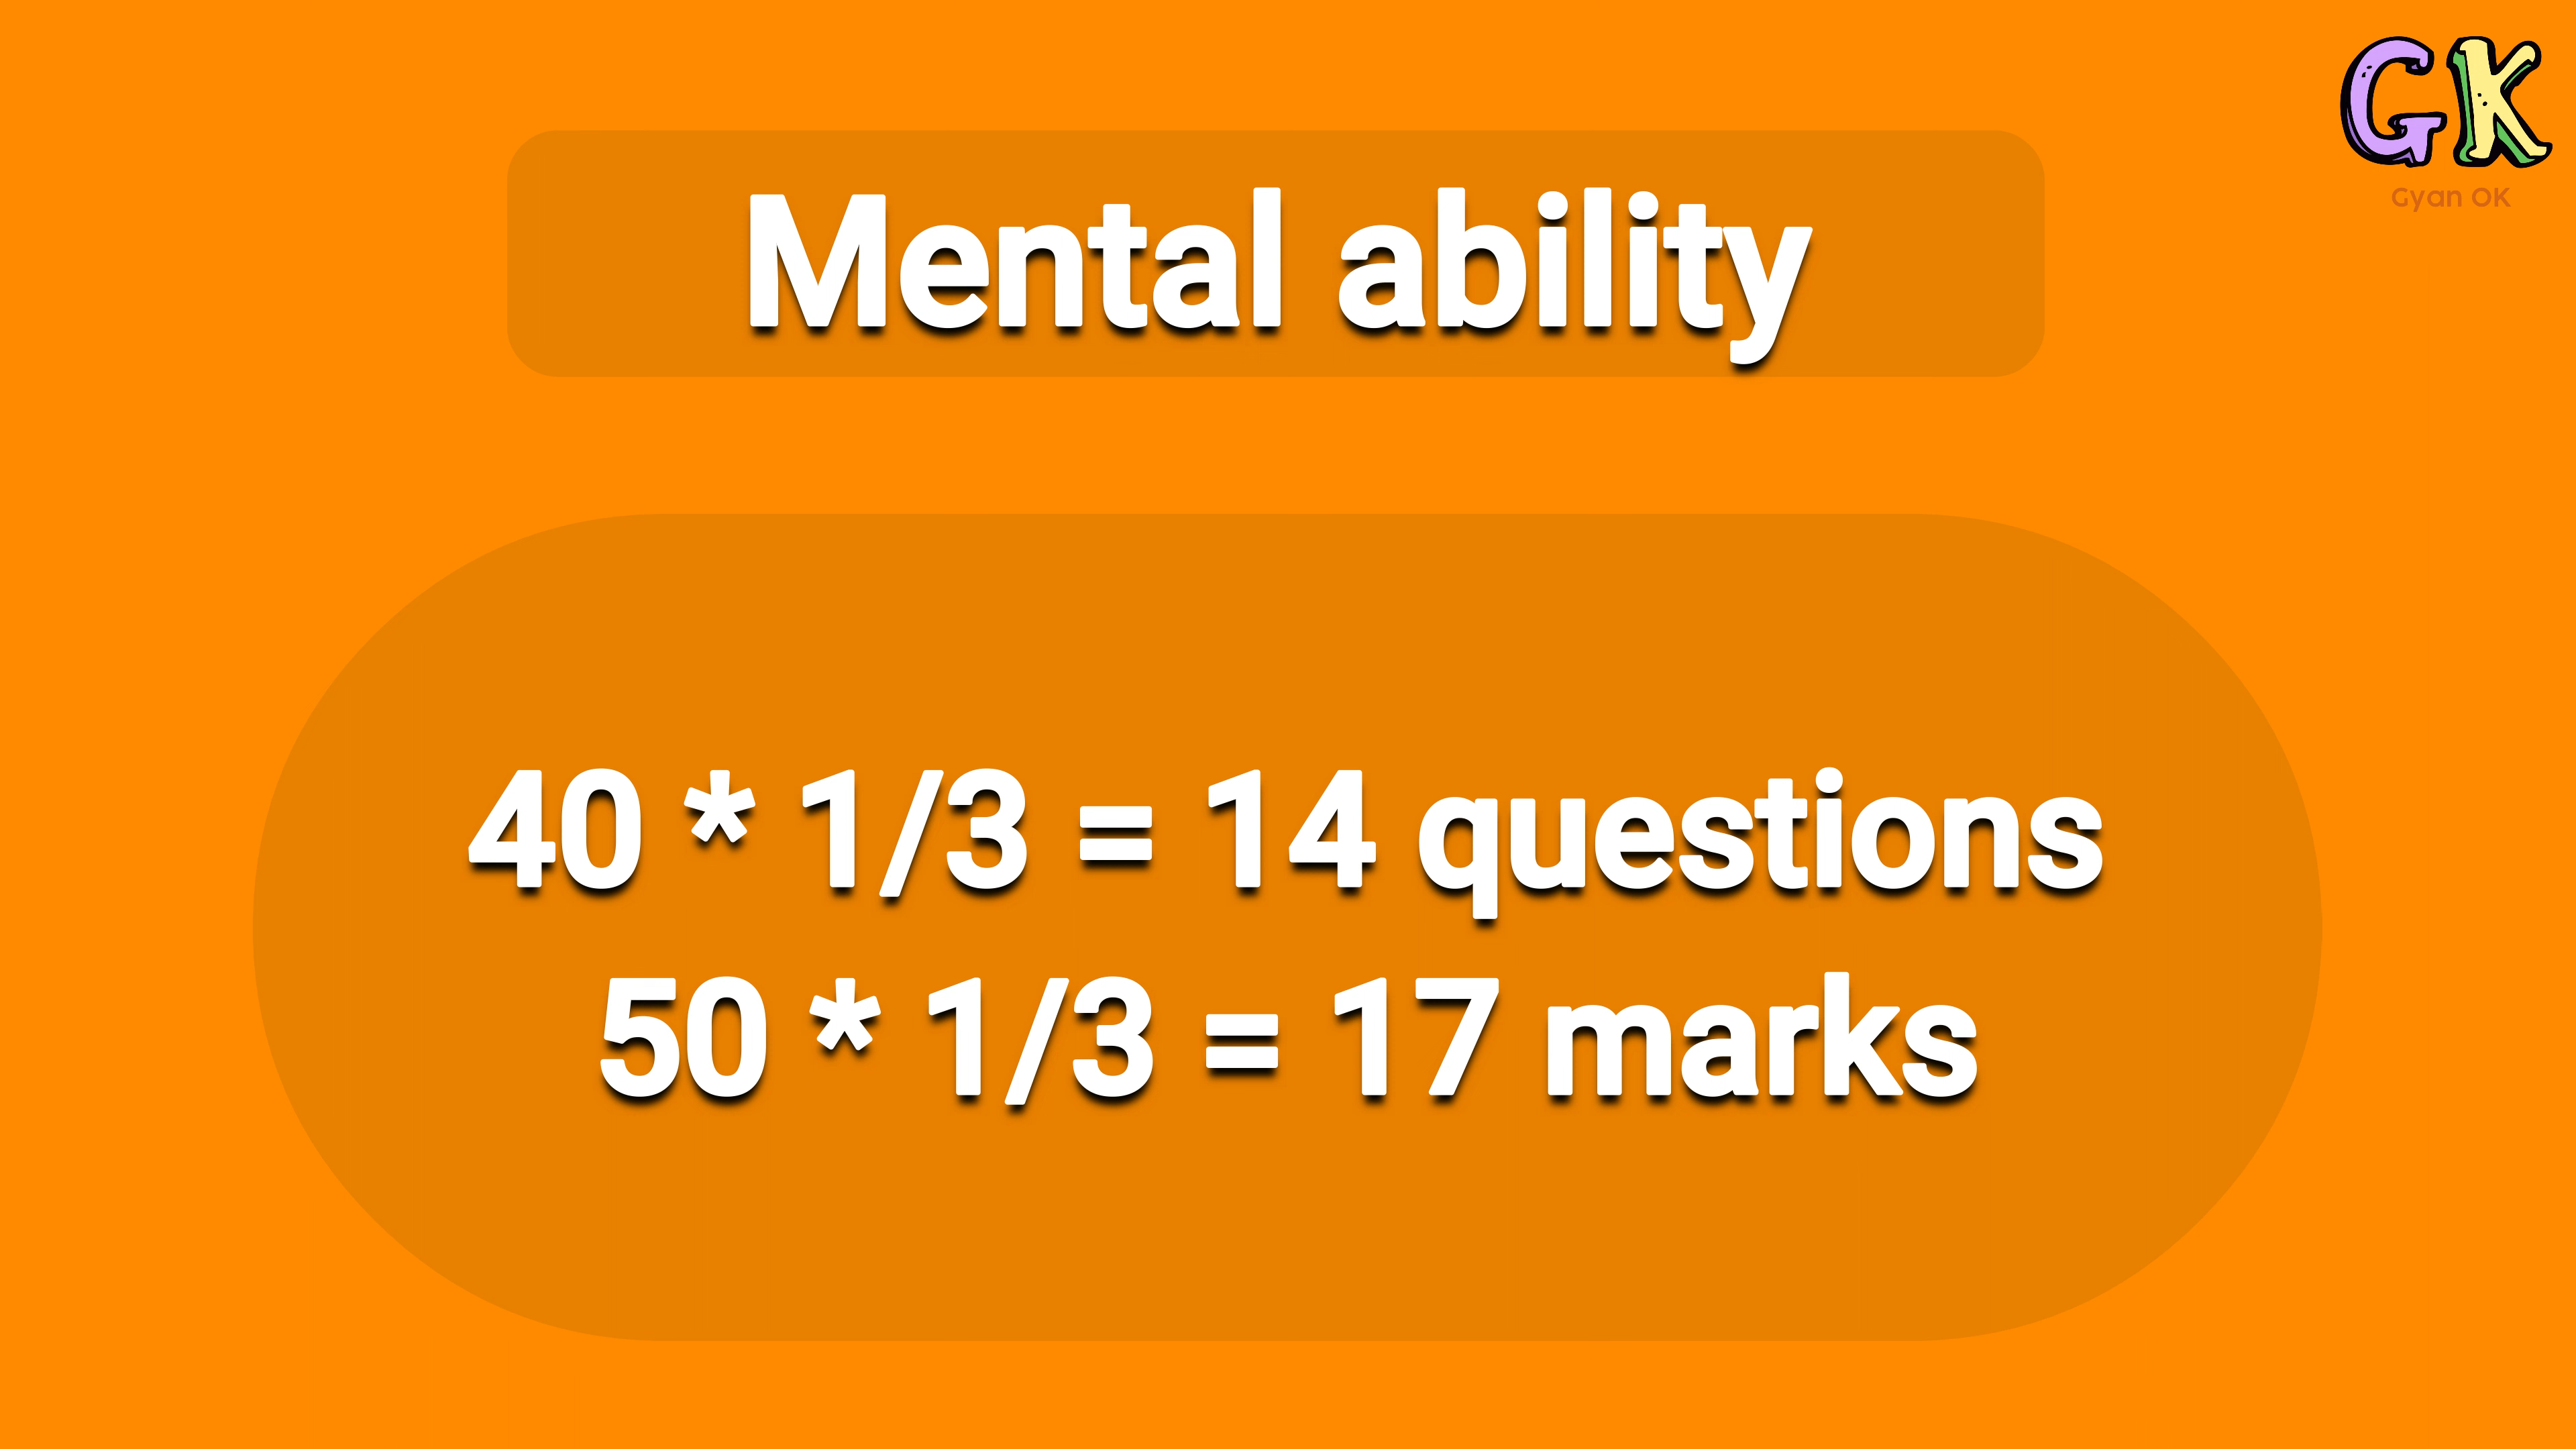 GK
Gyan OK
Mental ability
40 * 1/3 = 14 questions
50 * 1/3 = 17 marks